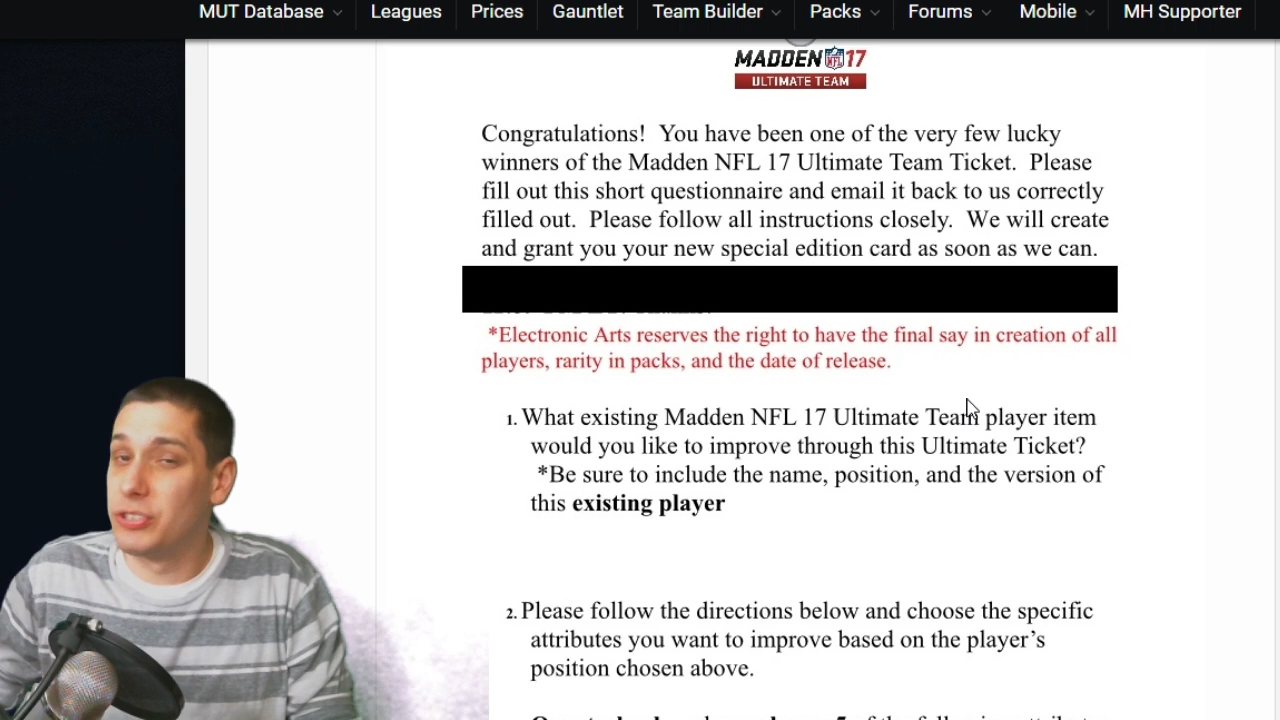 MUT Database Leagues Prices Gauntlet Team Builder Packs Forums Mobile MH Supporter
MADDEN NFL 17
ULTIMATE TEAM
Congratulations! You have been one of the very few lucky
winners of the Madden NFL 17 Ultimate Team Ticket. Please
fill out this short questionnaire and email it back to us correctly
filled out. Please follow all instructions closely. We will create
and grant you your new special edition card as soon as we can.
*Electronic Arts reserves the right to have the final say in creation of all
players, rarity in packs, and the date of release.
1. What existing Madden NFL 17 Ultimate Team player item
would you like to improve through this Ultimate Ticket?
*Be sure to include the name, position, and the version of
this existing player
2. Please follow the directions below and choose the specific
attributes you want to improve based on the player's
position chosen above.